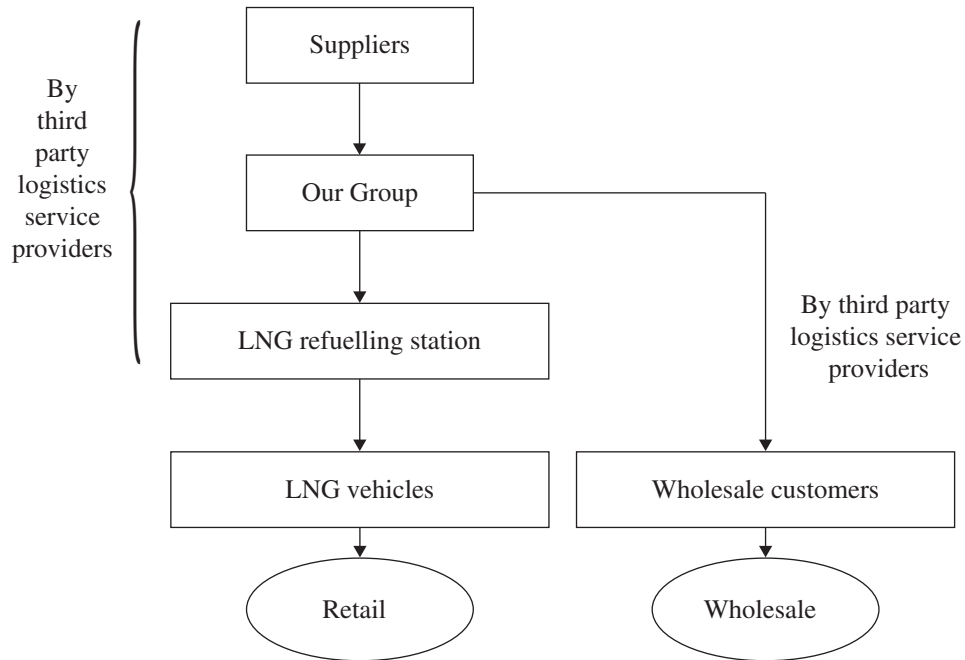 Suppliers
By
third
party
logistics
service
providers
Our Group
LNG refuelling station
By third party
logistics service
providers
LNG vehicles
Wholesale customers
Retail
Wholesale